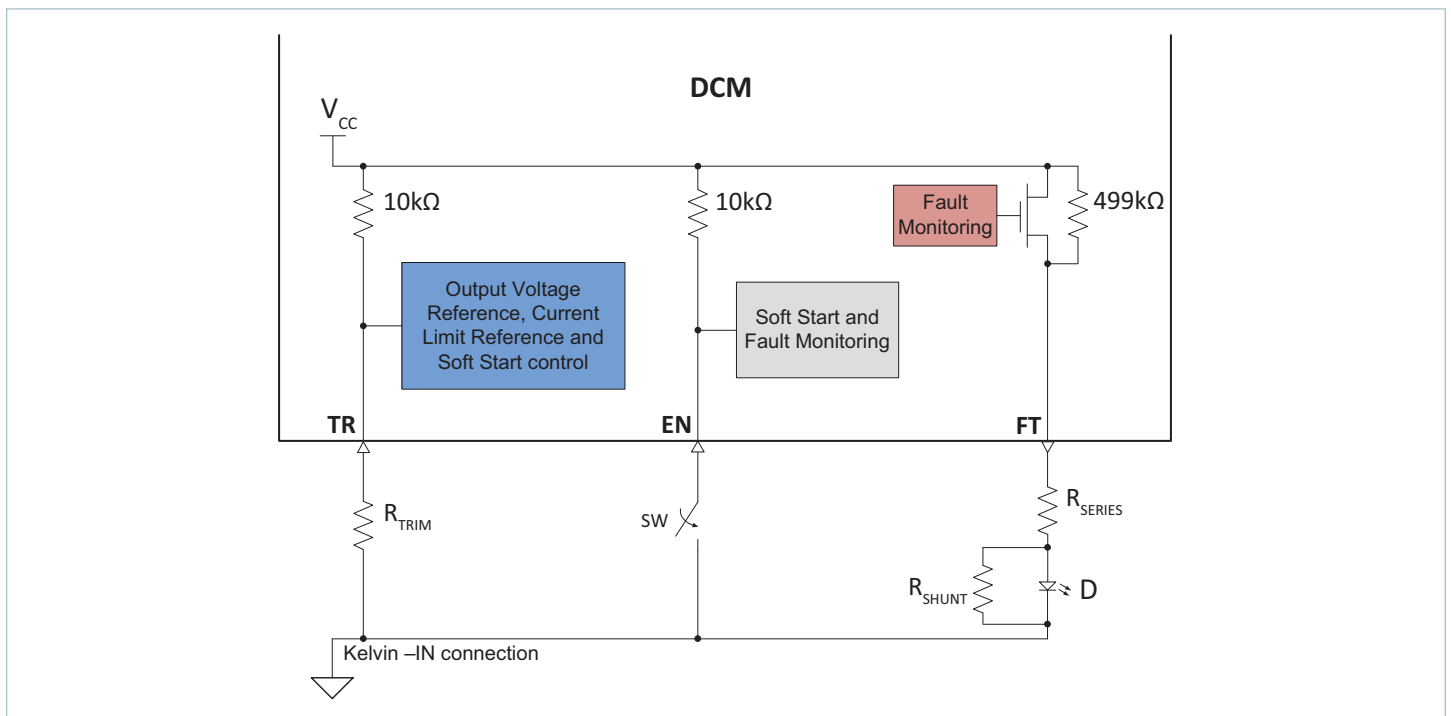 DCM
VCC
10kΩ
10kΩ
Fault
Monitoring
499kΩ
Output Voltage
Reference, Current
Limit Reference and
Soft Start control
Soft Start and
Fault Monitoring
TR
EN
FT
RTRIM
SW
RSERIES
RSHUNT
D
Kelvin –IN connection